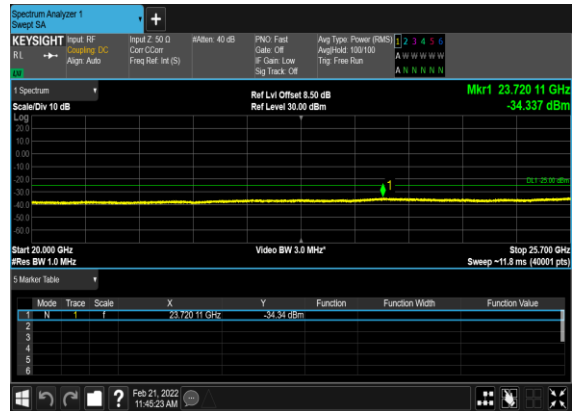 Spectrum Analyzer 1
Swept SA
+
KEYSIGHT Input: RF Input Z: 50 Ω #Atten: 40 dB PNO: Fast Avg Type: Power (RMS) 1 2 3 4 5 6
RL Coupling: DC Corr CCorr Gate: Off Avg|Hold: 100/100 A W W W W W
Align: Auto Freq Ref: Int (S) IF Gain: Low Trig: Free Run A N N N N N
Sig Track: Off
1 Spectrum Ref Lvl Offset 8.50 dB Mkr1 23.720 11 GHz
Scale/Div 10 dB Ref Level 30.00 dBm -34.337 dBm
Log
20.0
10.0
0.00
-10.0
-20.0 DL1 -25.00 dBm
-30.0 1
-40.0
-50.0
-60.0
Start 20.000 GHz Video BW 3.0 MHz* Stop 25.700 GHz
#Res BW 1.0 MHz Sweep ~11.8 ms (40001 pts)
5 Marker Table
Mode Trace Scale X Y Function Function Width Function Value
1 N 1 f 23.720 11 GHz -34.34 dBm
2
3
4
5
6
? Feb 21, 2022
11:45:23 AM